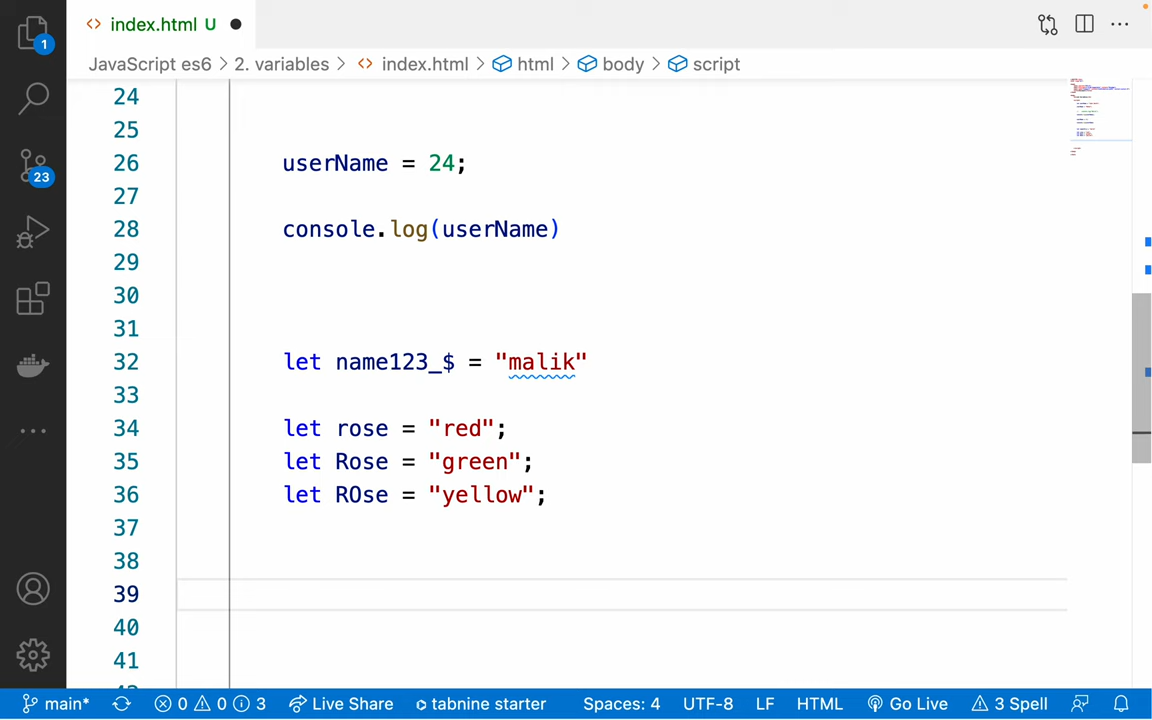 index.html U
JavaScript es6 > 2. variables > index.html > html > body > script
1
23
24
25
26 userName = 24;
27
28 console.log(userName)
29
30
31
32 let name123_$ = "malik"
33
34 let rose = "red";
35 let Rose = "green";
36 let ROse = "yellow";
37
38
39
40
41
main* 0 0 3 Live Share tabnine starter Spaces: 4 UTF-8 LF HTML Go Live 3 Spell